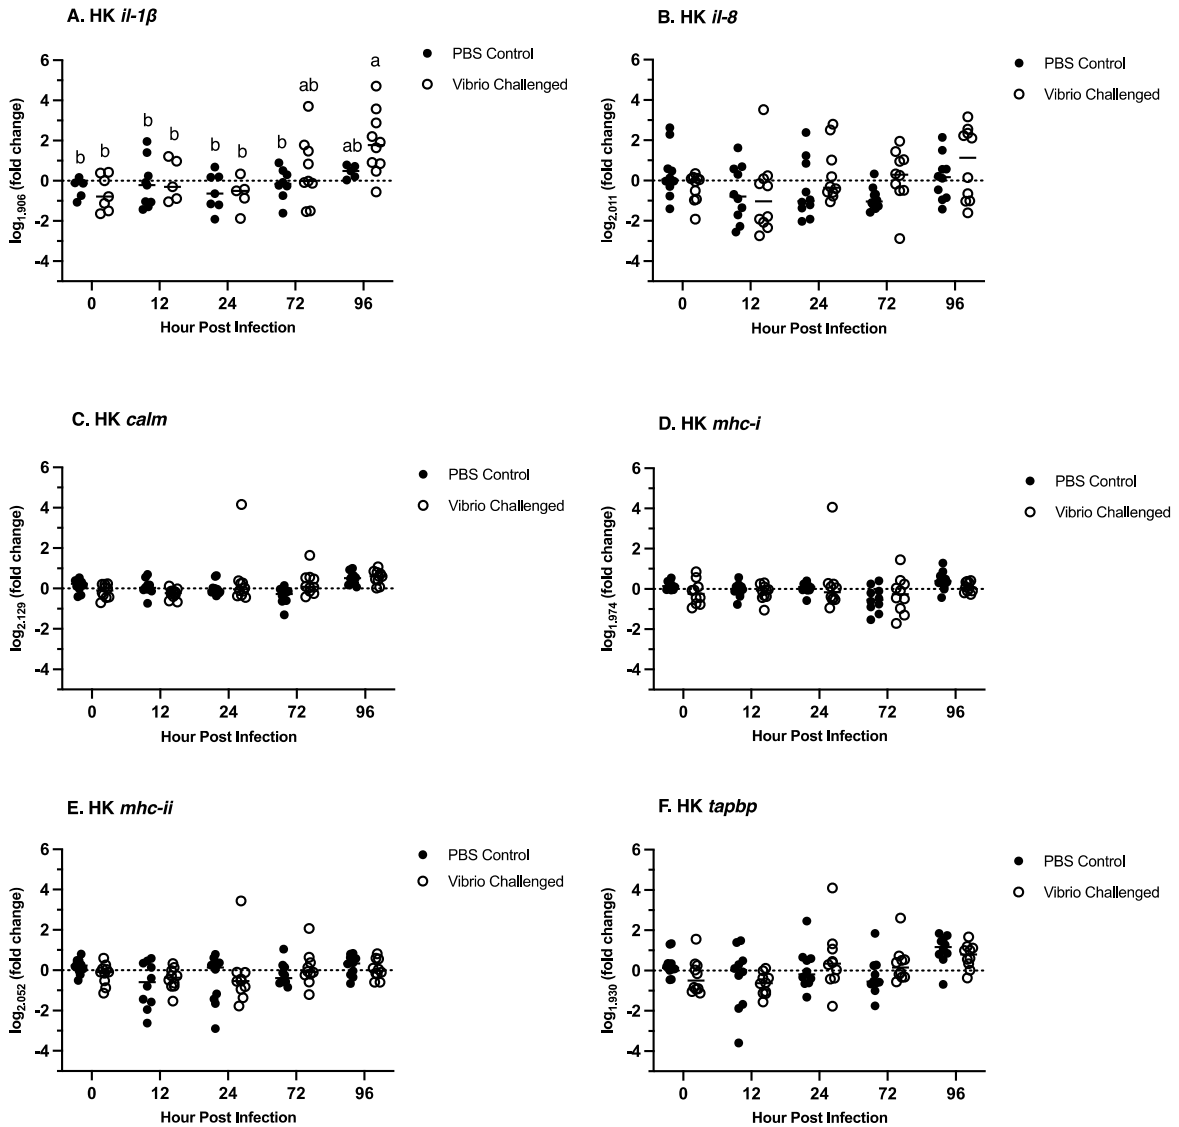 A. HK il-1β
PBS Control
Vibrio Challenged
log1.906 (fold change)
6
4
2
0
-2
-4
b b b b b b b ab ab a
0 12 24 72 96
Hour Post Infection
B. HK il-8
PBS Control
Vibrio Challenged
log2.011 (fold change)
6
4
2
0
-2
-4
0 12 24 72 96
Hour Post Infection
C. HK calm
PBS Control
Vibrio Challenged
log2.129 (fold change)
6
4
2
0
-2
-4
0 12 24 72 96
Hour Post Infection
D. HK mhc-i
PBS Control
Vibrio Challenged
log1.974 (fold change)
6
4
2
0
-2
-4
0 12 24 72 96
Hour Post Infection
E. HK mhc-ii
PBS Control
Vibrio Challenged
log2.052 (fold change)
6
4
2
0
-2
-4
0 12 24 72 96
Hour Post Infection
F. HK tapbp
PBS Control
Vibrio Challenged
log1.930 (fold change)
6
4
2
0
-2
-4
0 12 24 72 96
Hour Post Infection